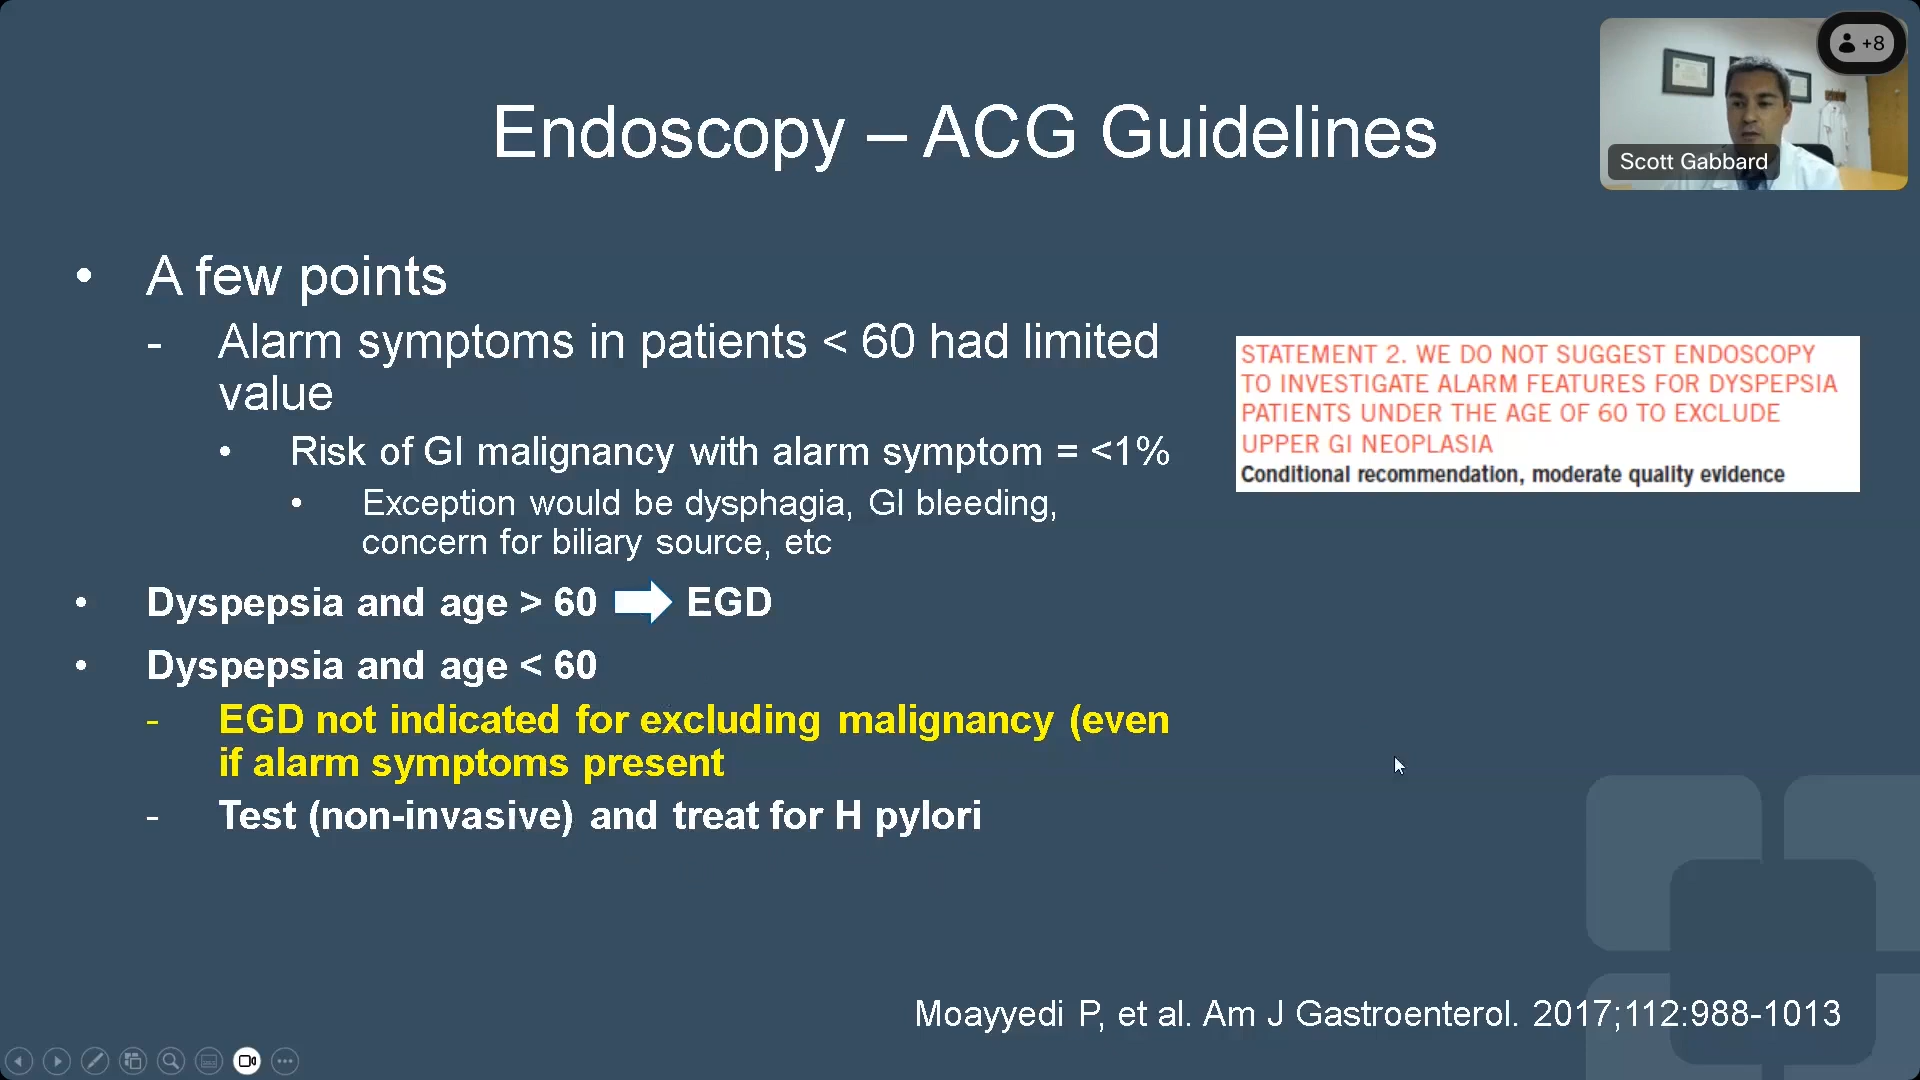 +8
Scott Gabbard
Endoscopy – ACG Guidelines
• A few points
- Alarm symptoms in patients < 60 had limited
value
• Risk of GI malignancy with alarm symptom = <1%
• Exception would be dysphagia, GI bleeding,
concern for biliary source, etc
• Dyspepsia and age > 60 EGD
• Dyspepsia and age < 60
- EGD not indicated for excluding malignancy (even
if alarm symptoms present
- Test (non-invasive) and treat for H pylori
STATEMENT 2. WE DO NOT SUGGEST ENDOSCOPY
TO INVESTIGATE ALARM FEATURES FOR DYSPEPSIA
PATIENTS UNDER THE AGE OF 60 TO EXCLUDE
UPPER GI NEOPLASIA
Conditional recommendation, moderate quality evidence
Moayyedi P, et al. Am J Gastroenterol. 2017;112:988-1013